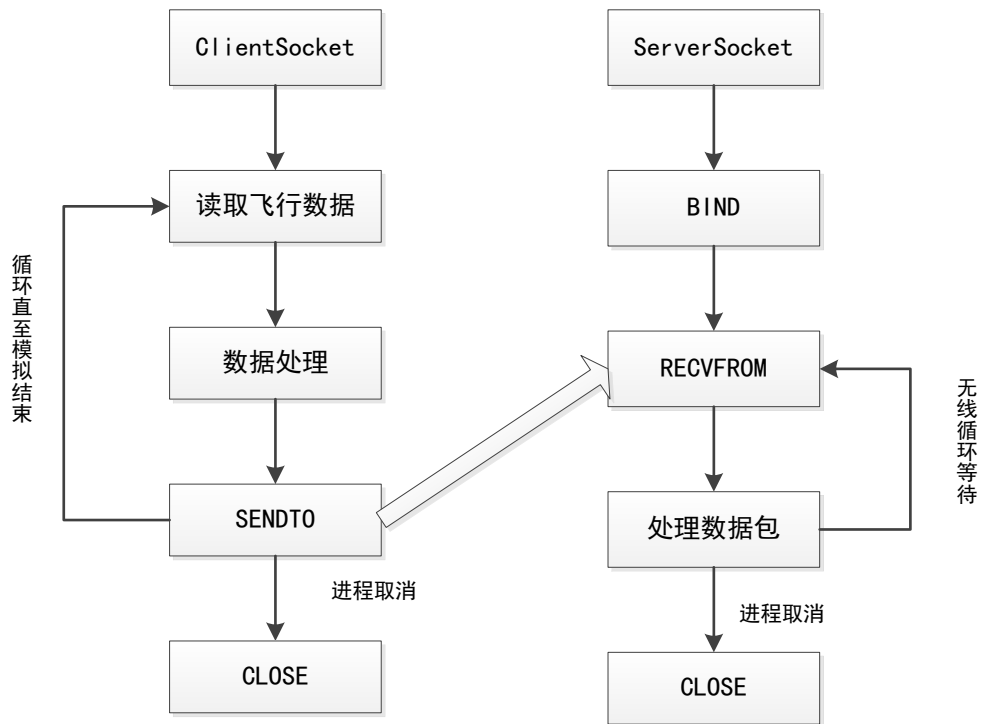 ClientSocket
读取飞行数据
数据处理
SENDTO
进程取消
CLOSE
循环直至模拟结束
ServerSocket
BIND
RECVFROM
处理数据包
进程取消
CLOSE
无线循环等待